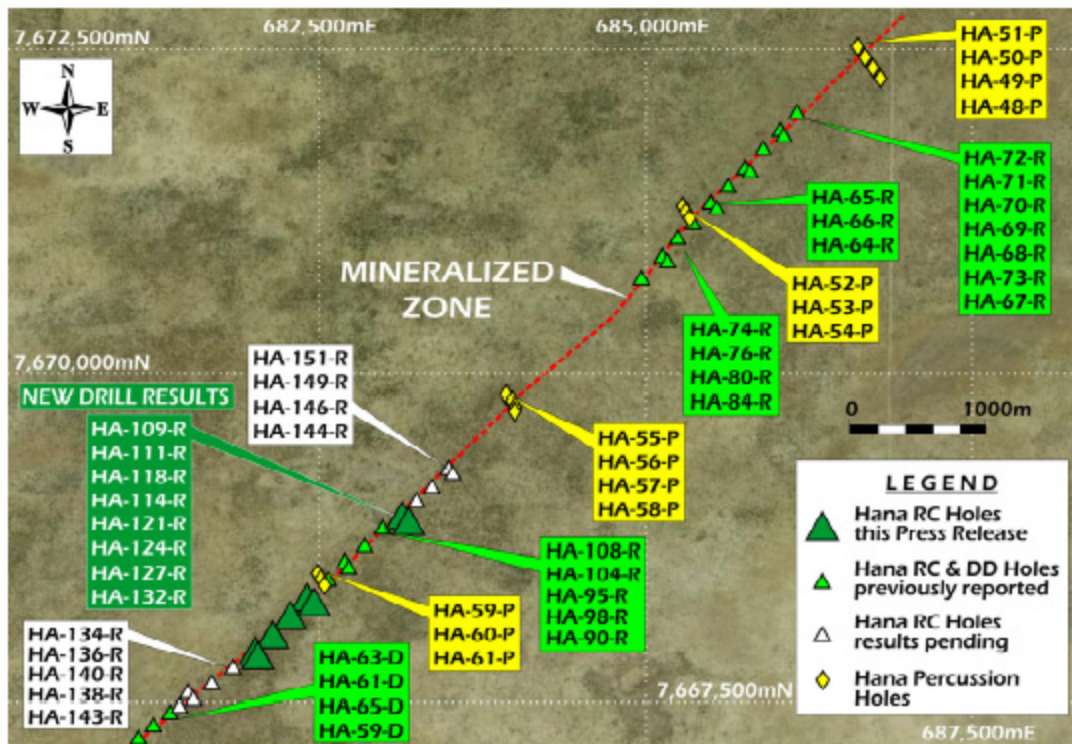 7,672,500mN
682,500mE
685,000mE
N
W E
S
HA-51-P
HA-50-P
HA-49-P
HA-48-P
HA-72-R
HA-71-R
HA-70-R
HA-69-R
HA-68-R
HA-73-R
HA-67-R
HA-65-R
HA-66-R
HA-64-R
MINERALIZED
ZONE
HA-52-P
HA-53-P
HA-54-P
HA-74-R
HA-76-R
HA-80-R
HA-84-R
7,670,000mN
HA-151-R
HA-149-R
HA-146-R
HA-144-R
NEW DRILL RESULTS
HA-109-R
HA-111-R
HA-118-R
HA-114-R
HA-121-R
HA-124-R
HA-127-R
HA-132-R
0 1000m
HA-55-P
HA-56-P
HA-57-P
HA-58-P
HA-108-R
HA-104-R
HA-95-R
HA-98-R
HA-90-R
HA-59-P
HA-60-P
HA-61-P
HA-134-R
HA-136-R
HA-140-R
HA-138-R
HA-143-R
HA-63-D
HA-61-D
HA-65-D
HA-59-D
LEGEND
Hana RC Holes
this Press Release
Hana RC & DD Holes
previously reported
Hana RC Holes
results pending
Hana Percussion
Holes
7,667,500mN
687,500mE